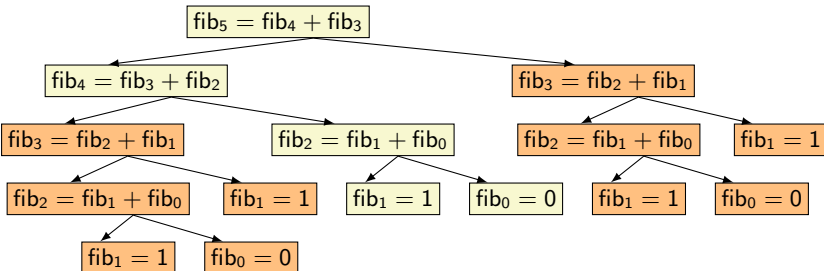 fib₅ = fib₄ + fib₃
fib₄ = fib₃ + fib₂
fib₃ = fib₂ + fib₁
fib₃ = fib₂ + fib₁
fib₂ = fib₁ + fib₀
fib₂ = fib₁ + fib₀
fib₁ = 1
fib₂ = fib₁ + fib₀
fib₁ = 1
fib₁ = 1
fib₀ = 0
fib₁ = 1
fib₀ = 0
fib₁ = 1
fib₀ = 0